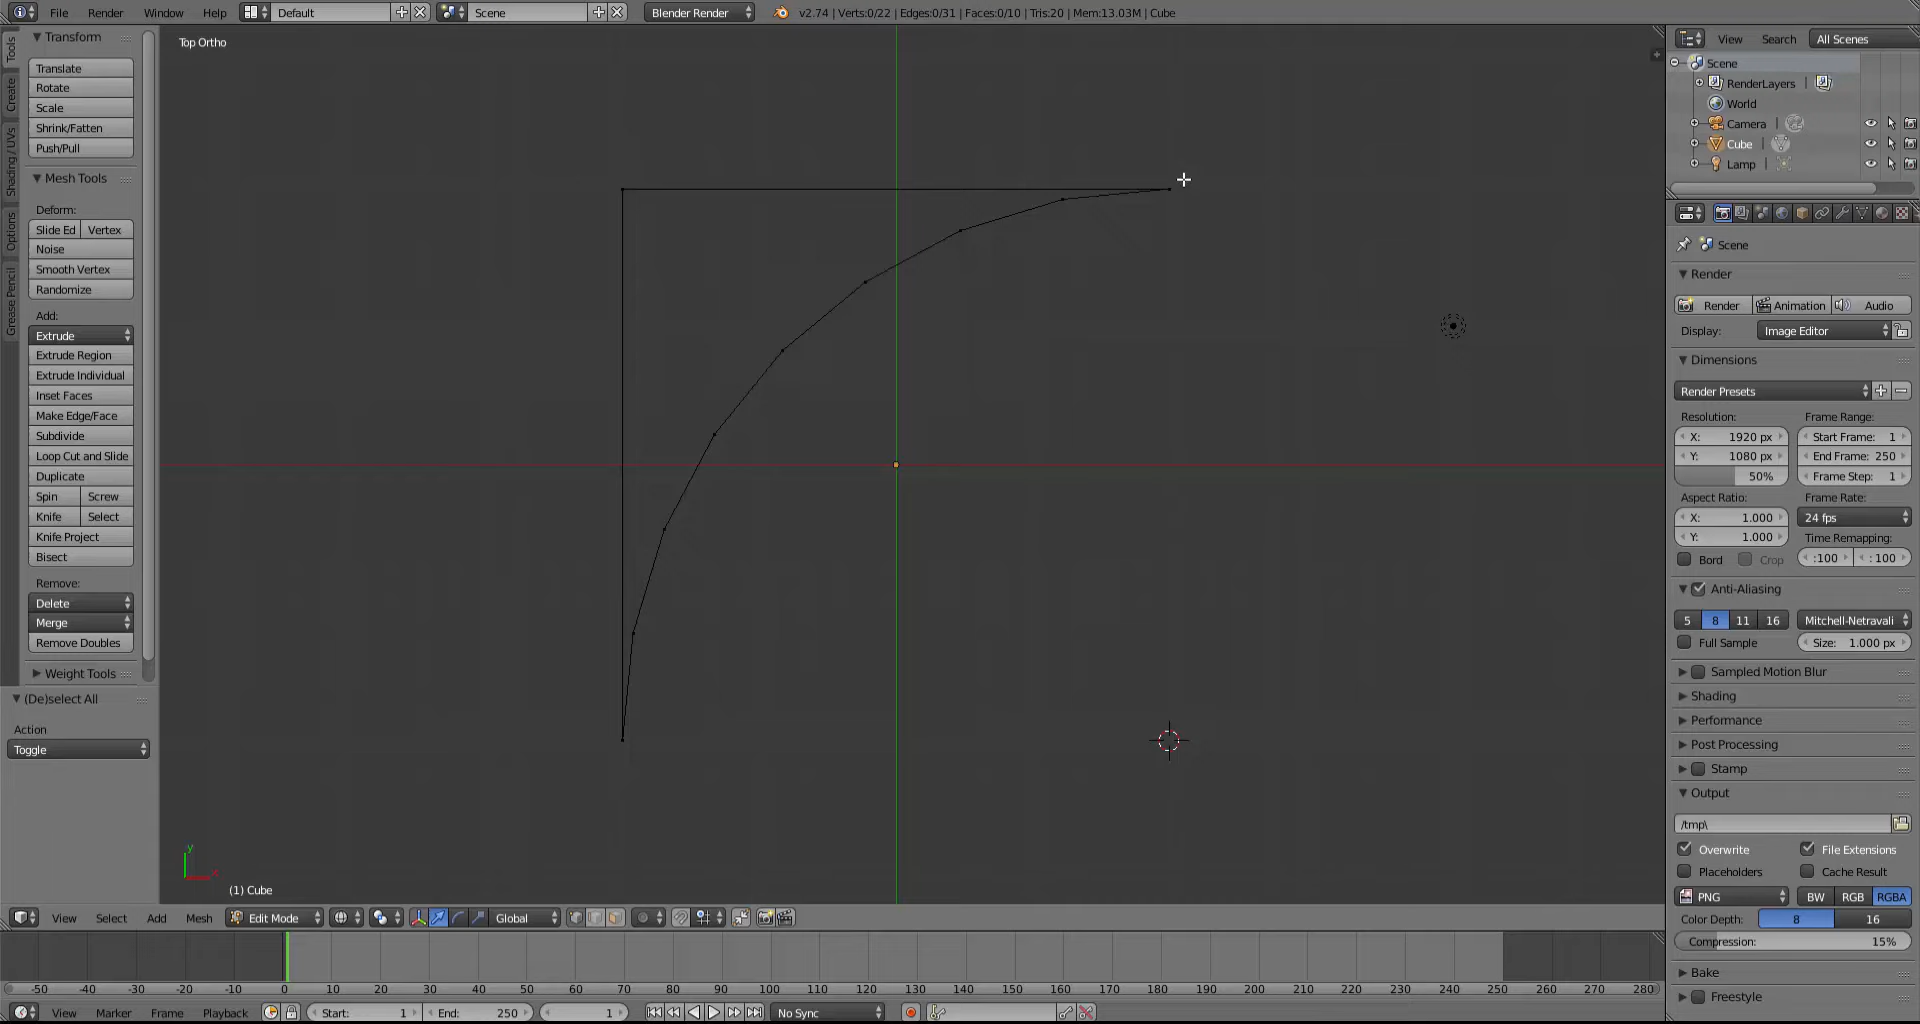 File Render Window Help Default Scene Blender Render v2.74 | Verts:0/22 | Edges:0/31 | Faces:0/10 | Tris:20 | Mem:13.03M | Cube
Tools
Create
Shading / UVs
Options
Grease Pencil
Transform
Translate
Rotate
Scale
Shrink/Fatten
Push/Pull
Mesh Tools
Deform:
Slide Ed Vertex
Noise
Smooth Vertex
Randomize
Add:
Extrude
Extrude Region
Extrude Individual
Inset Faces
Make Edge/Face
Subdivide
Loop Cut and Slide
Duplicate
Spin Screw
Knife Select
Knife Project
Bisect
Remove:
Delete
Merge
Remove Doubles
Weight Tools
(De)select All
Action
Toggle
Top Ortho
y
x
(1) Cube
View Select Add Mesh Edit Mode Global
-50 -40 -30 -20 -10 0 10 20 30 40 50 60 70 80 90 100 110 120 130 140 150 160 170 180 190 200 210 220 230 240 250 260 270 280
View Marker Frame Playback Start: 1 End: 250 1 No Sync
View Search All Scenes
Scene
RenderLayers |
World
Camera |
Cube |
Lamp |
Scene
Render
Render Animation Audio
Display: Image Editor
Dimensions
Render Presets
Resolution: Frame Range:
X: 1920 px Start Frame: 1
Y: 1080 px End Frame: 250
50% Frame Step: 1
Aspect Ratio: Frame Rate:
X: 1.000 24 fps
Y: 1.000 Time Remapping:
Bord Crop :100 : 100
Anti-Aliasing
5 8 11 16 Mitchell-Netravali
Full Sample Size: 1.000 px
Sampled Motion Blur
Shading
Performance
Post Processing
Stamp
Output
/tmp\
Overwrite File Extensions
Placeholders Cache Result
PNG BW RGB RGBA
Color Depth: 8 16
Compression: 15%
Bake
Freestyle